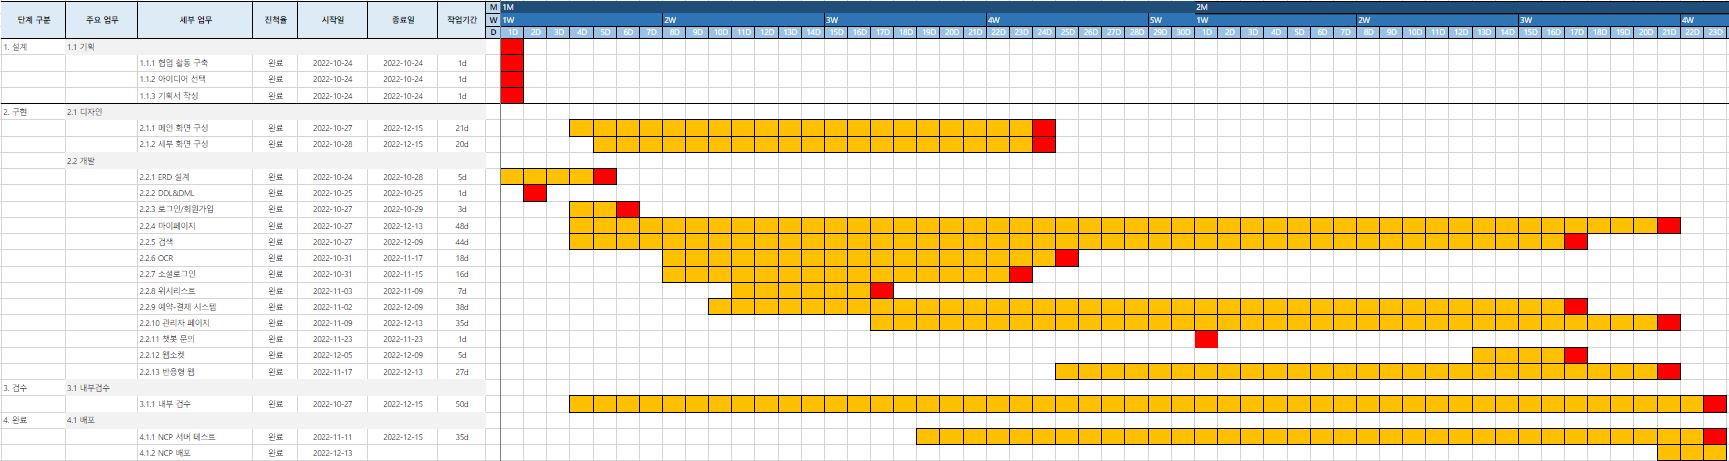 단계 구분 주요 업무 세부 업무 진척율 시작일 종료일 작업기간 M 1M 2M
W 1W 2W 3W 4W 5W 1W 2W 3W 4W
D 1D 2D 3D 4D 5D 6D 7D 8D 9D 10D 11D 12D 13D 14D 15D 16D 17D 18D 19D 20D 21D 22D 23D 24D 25D 26D 27D 28D 29D 30D 1D 2D 3D 4D 5D 6D 7D 8D 9D 10D 11D 12D 13D 14D 15D 16D 17D 18D 19D 20D 21D 22D 23D
1. 설계 1.1 기획
1.1.1 협업 활동 구축 완료 2022-10-24 2022-10-24 1d
1.1.2 아이디어 선택 완료 2022-10-24 2022-10-24 1d
1.1.3 기획서 작성 완료 2022-10-24 2022-10-24 1d
2. 구현 2.1 디자인
2.1.1 메인 화면 구성 완료 2022-10-27 2022-12-15 21d
2.1.2 세부 화면 구성 완료 2022-10-28 2022-12-15 20d
2.2 개발
2.2.1 ERD 설계 완료 2022-10-24 2022-10-28 5d
2.2.2 DDL&DML 완료 2022-10-25 2022-10-25 1d
2.2.3 로그인/회원가입 완료 2022-10-27 2022-10-29 3d
2.2.4 마이페이지 완료 2022-10-27 2022-12-13 48d
2.2.5 검색 완료 2022-10-27 2022-12-09 44d
2.2.6 OCR 완료 2022-10-31 2022-11-17 18d
2.2.7 소셜로그인 완료 2022-10-31 2022-11-15 16d
2.2.8 위시리스트 완료 2022-11-03 2022-11-09 7d
2.2.9 예약-결제 시스템 완료 2022-11-02 2022-12-09 38d
2.2.10 관리자 페이지 완료 2022-11-09 2022-12-13 35d
2.2.11 챗봇 문의 완료 2022-11-23 2022-11-23 1d
2.2.12 웹소켓 완료 2022-12-05 2022-12-09 5d
2.2.13 반응형 웹 완료 2022-11-17 2022-12-13 27d
3. 검수 3.1 내부검수
3.1.1 내부 검수 완료 2022-10-27 2022-12-15 50d
4. 완료 4.1 배포
4.1.1 NCP 서버 테스트 완료 2022-11-11 2022-12-15 35d
4.1.2 NCP 배포 완료 2022-12-13